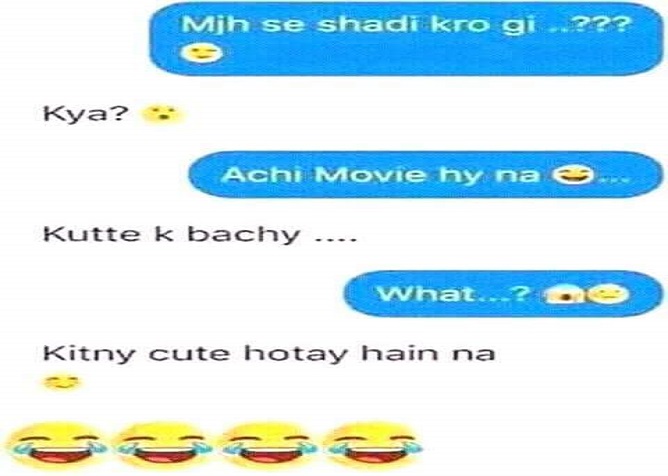 Mjh se shadi kro gi ..???
Kya?
Achi Movie hy na ...
Kutte k bachy ....
What...?
Kitny cute hotay hain na